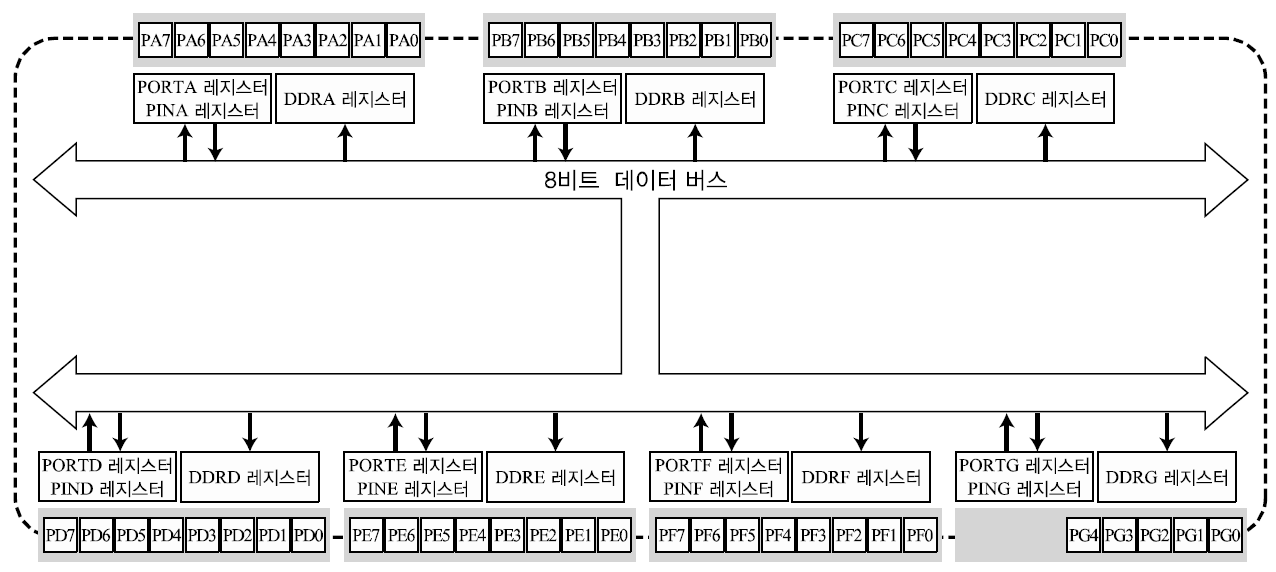 PA7 PA6 PA5 PA4 PA3 PA2 PA1 PA0
PB7 PB6 PB5 PB4 PB3 PB2 PB1 PB0
PC7 PC6 PC5 PC4 PC3 PC2 PC1 PC0
PORTA 레지스터
PINA 레지스터
DDRA 레지스터
PORTB 레지스터
PINB 레지스터
DDRB 레지스터
PORTC 레지스터
PINC 레지스터
DDRC 레지스터
8비트 데이터 버스
PORTD 레지스터
PIND 레지스터
DDRD 레지스터
PORTE 레지스터
PINE 레지스터
DDRE 레지스터
PORTF 레지스터
PINF 레지스터
DDRF 레지스터
PORTG 레지스터
PING 레지스터
DDRG 레지스터
PD7 PD6 PD5 PD4 PD3 PD2 PD1 PD0
PE7 PE6 PE5 PE4 PE3 PE2 PE1 PE0
PF7 PF6 PF5 PF4 PF3 PF2 PF1 PF0
PG4 PG3 PG2 PG1 PG0